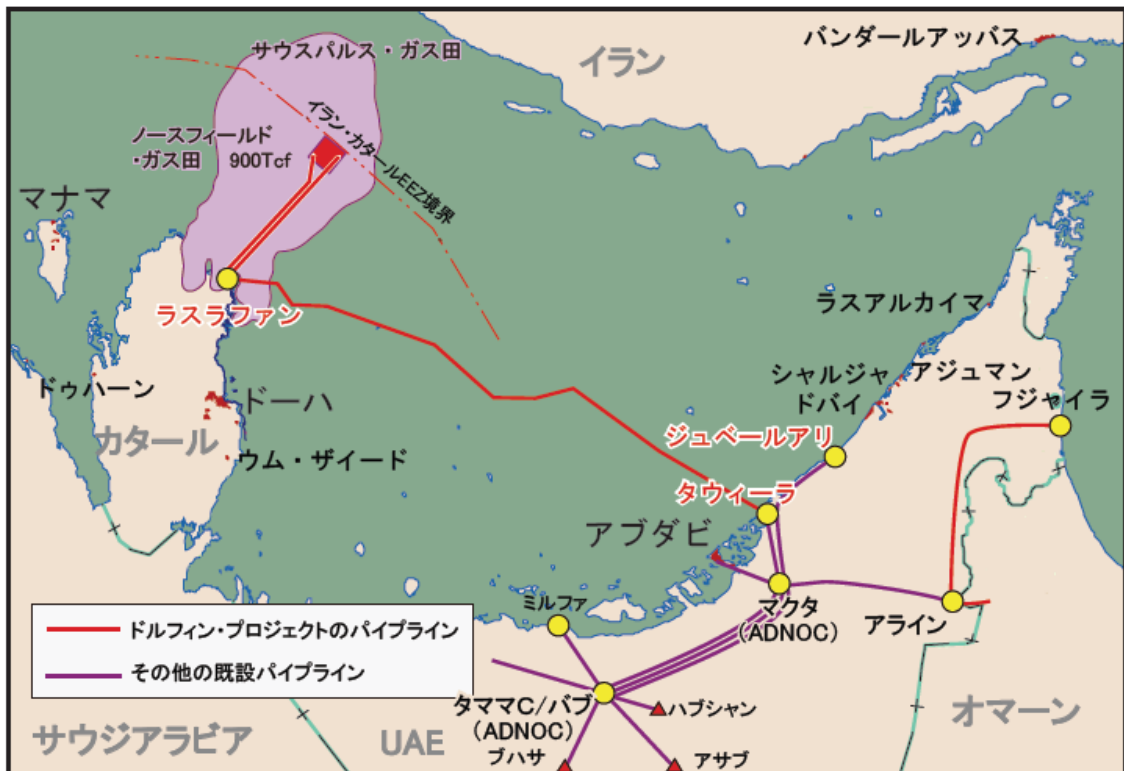 サウスパルス・ガス田
イラン
バンダールアッバス
ノースフィールド
・ガス田 900Tcf
イラン・カタールEEZ境界
マナマ
ラスラファン
ラスアルカイマ
ドゥハーン
ドーハ
シャルジャ
アジュマン
ドバイ
フジャイラ
カタール
ジュベールアリ
ウム・ザイード
タウィーラ
アブダビ
ミルファ
マクタ
(ADNOC)
アライン
ドルフィン・プロジェクトのパイプライン
その他の既設パイプライン
タママC/バブ
(ADNOC)
ハブシャン
オマーン
サウジアラビア
UAE
ブハサ
アサブ